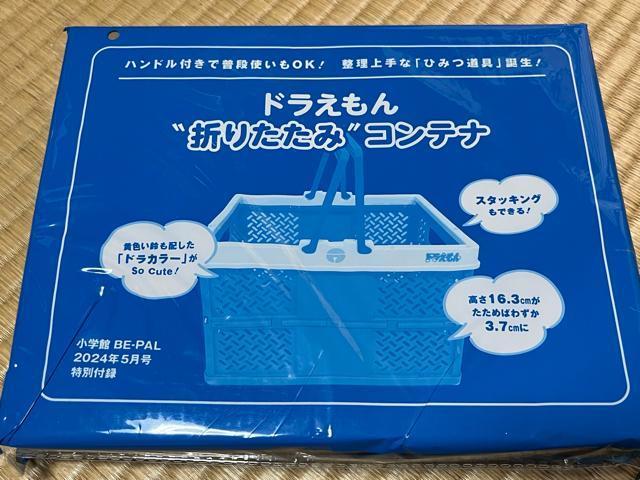 ハンドル付きで普段使いもOK! 整理上手な「ひみつ道具」誕生!
ドラえもん
"折りたたみ"コンテナ
スタッキング
もできる!
黄色い鈴も配した
「ドラカラー」が
So Cute!
ドラえもん
高さ16.3cmが
たためばわずか
3.7cmに
小学館 BE-PAL
2024年5月号
特別付録